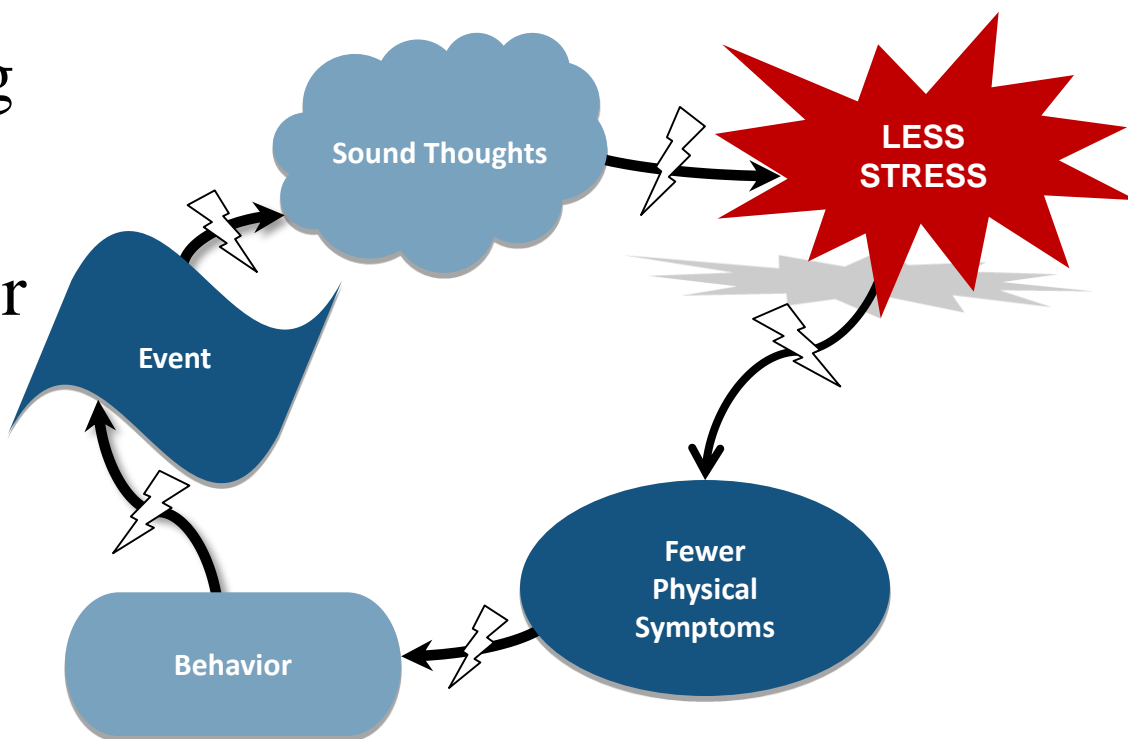 g
r
Sound Thoughts
LESS
STRESS
Event
Fewer
Physical
Symptoms
Behavior